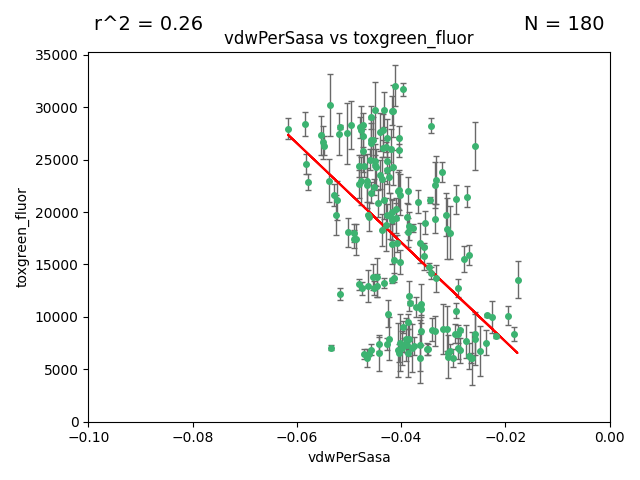 r^2 = 0.26
N = 180
vdwPerSasa vs toxgreen_fluor
35000
30000
25000
20000
15000
10000
5000
0
toxgreen_fluor
−0.10
−0.08
−0.06
−0.04
−0.02
0.00
vdwPerSasa